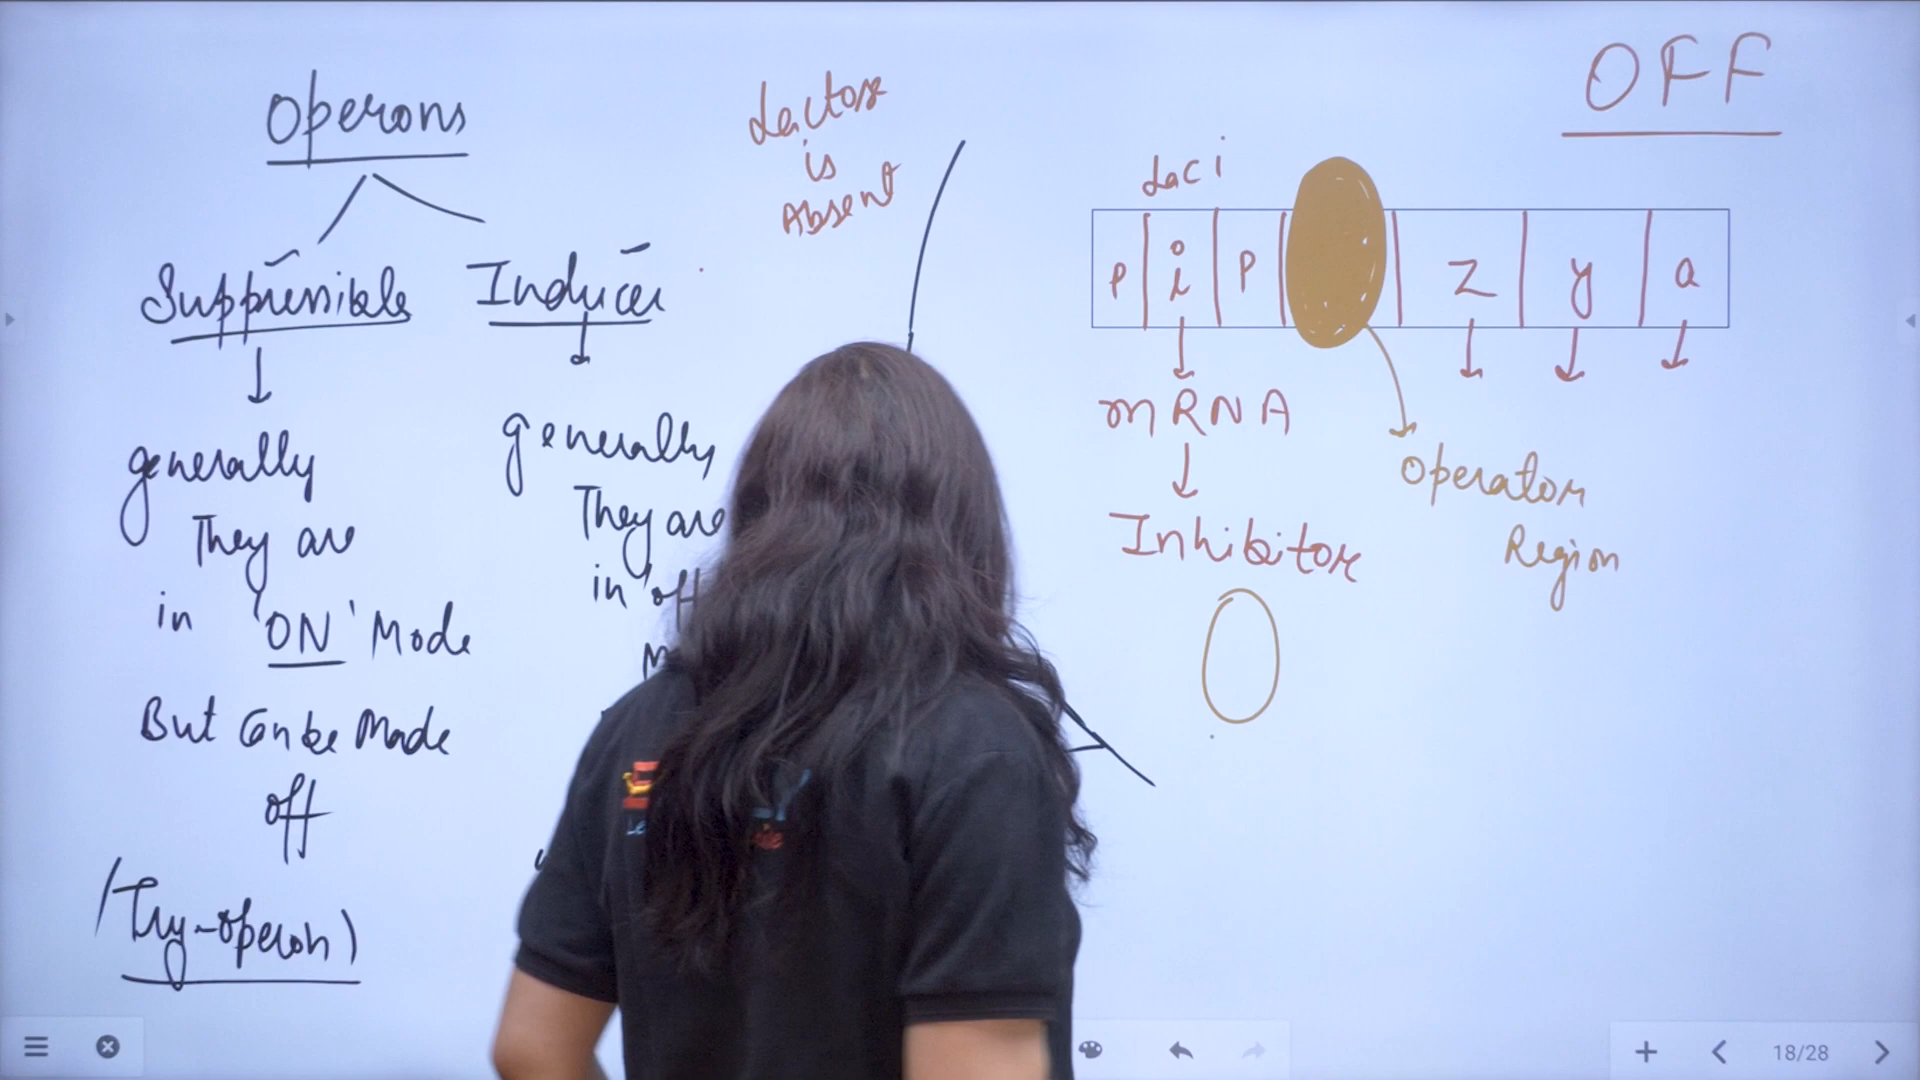 Operons
Suppressible
generally
They are
in 'ON' Mode
But Can be Made
off
(Try-operon)
Inducer
generally
They are
in 'off
Lactose
is
Absent
OFF
Lac i
P i P z y a
mRNA
Inhibitor
Operator
Region
18/28